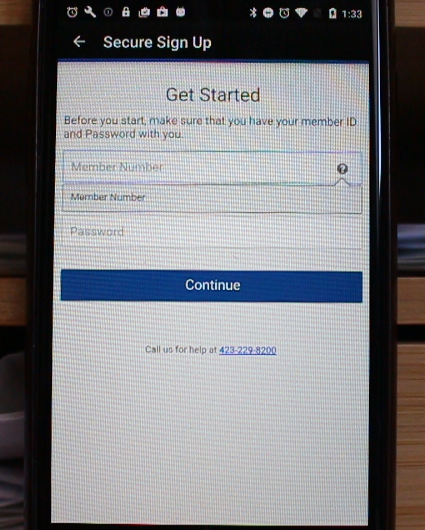 1:33
Secure Sign Up
Get Started
Before you start, make sure that you have your member ID
and Password with you.
Member Number
Member Number
Password
Continue
Call us for help at 423-229-8200